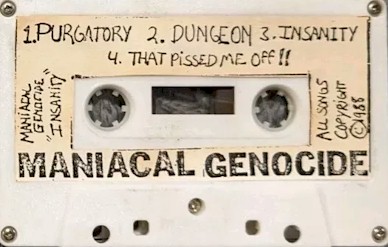 1. PURGATORY 2. DUNGEON 3. INSANITY
4. THAT PiSSED ME OFF!!
MANiACAL
GENOCIDE
"INSANITY"
ALL SONGS
COPYRIGHT
©1985
MANIACAL GENOCIDE